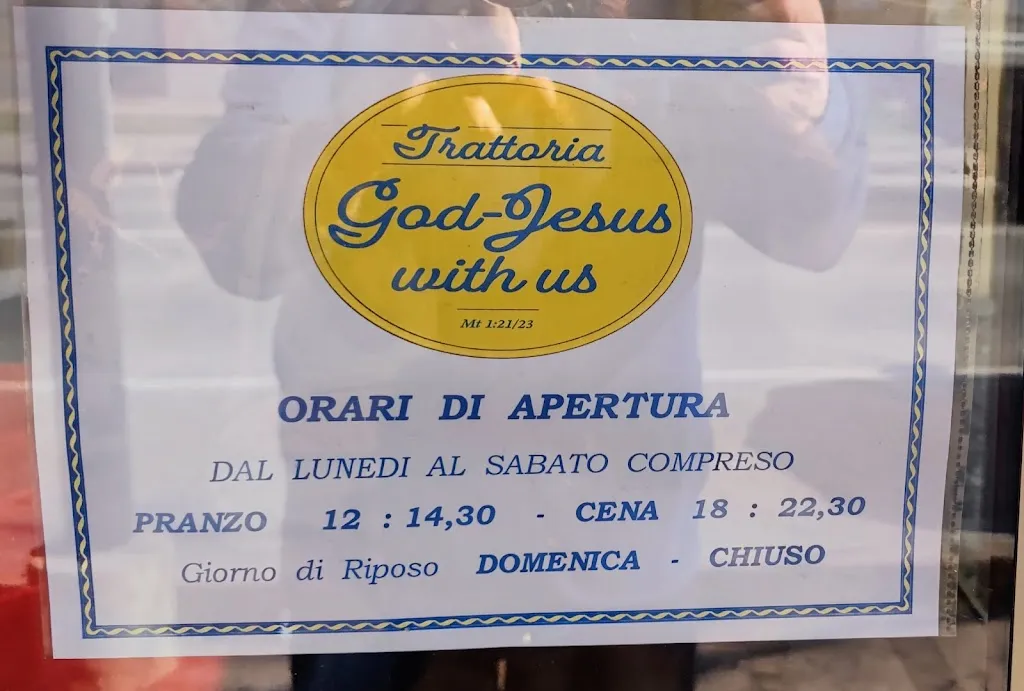 Trattoria
God-Jesus
with us
Mt 1:21/23
ORARI DI APERTURA
DAL LUNEDI AL SABATO COMPRESO
PRANZO 12 : 14,30 - CENA 18 : 22,30
Giorno di Riposo DOMENICA - CHIUSO